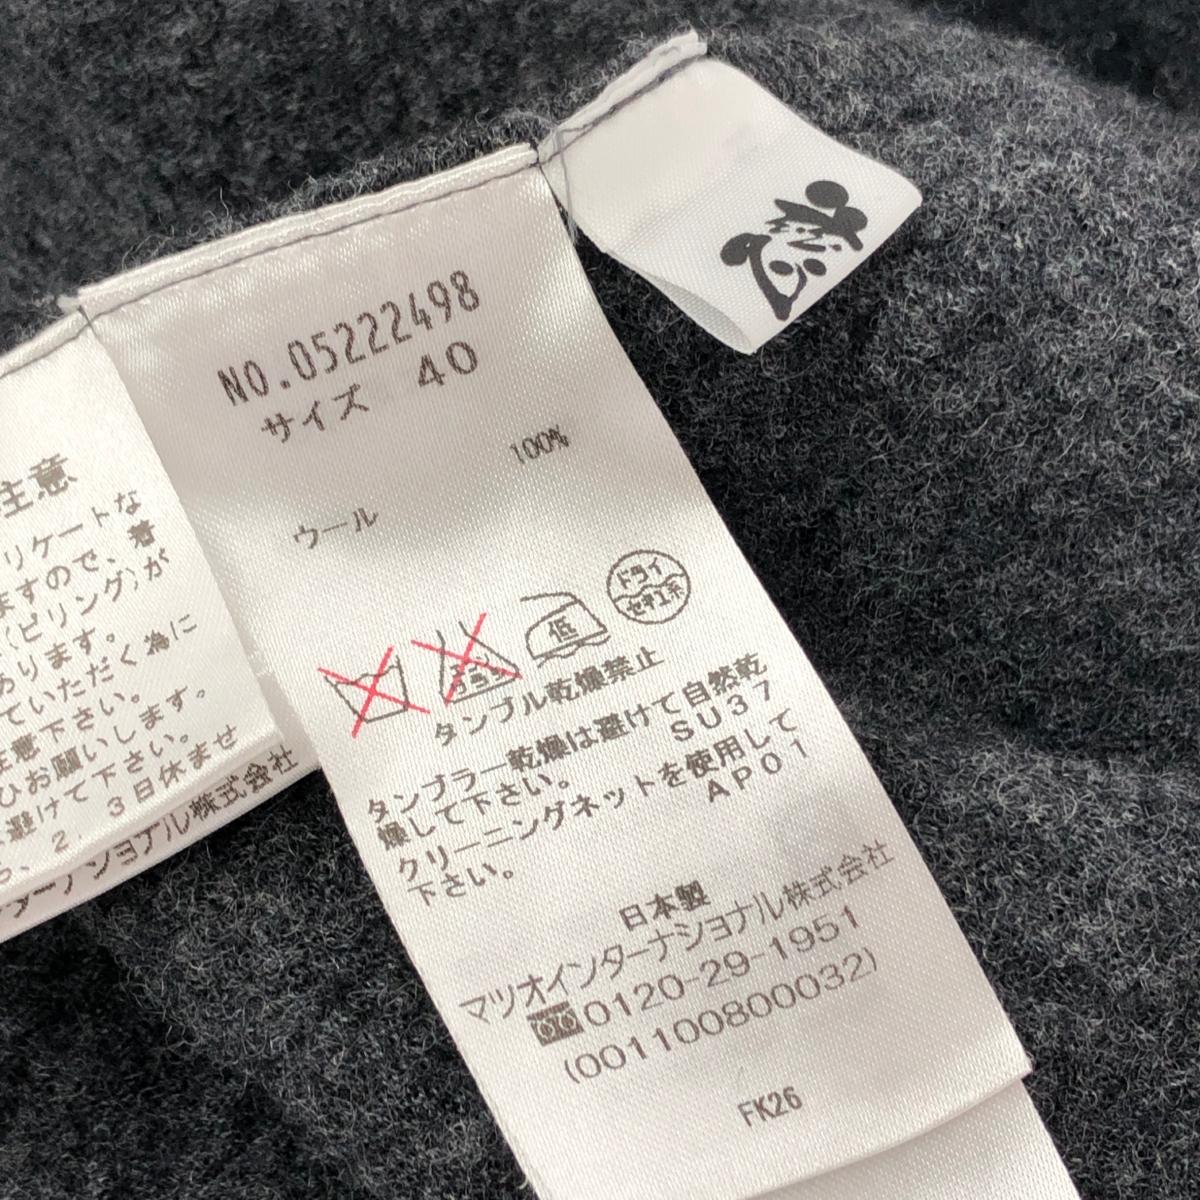 NO.05222498
サイズ 40
100%
ウール
エンソ
低
ドライ
セキユ系
タンブル乾燥禁止
タンブラー乾燥は避けて自然乾
燥して下さい。 SU37
クリーニングネットを使用して
下さい。 AP01
日本製
マツオインターナショナル株式会社
0120-29-1951
(001100800032)
FK26
注意
リケートな
ますので、着
(ピリング)が
あります。
ていただく為に
注意下さい。
ひお願いします。
避けて下さい。
ら、2、3日休ませ
ターナショナル株式会社